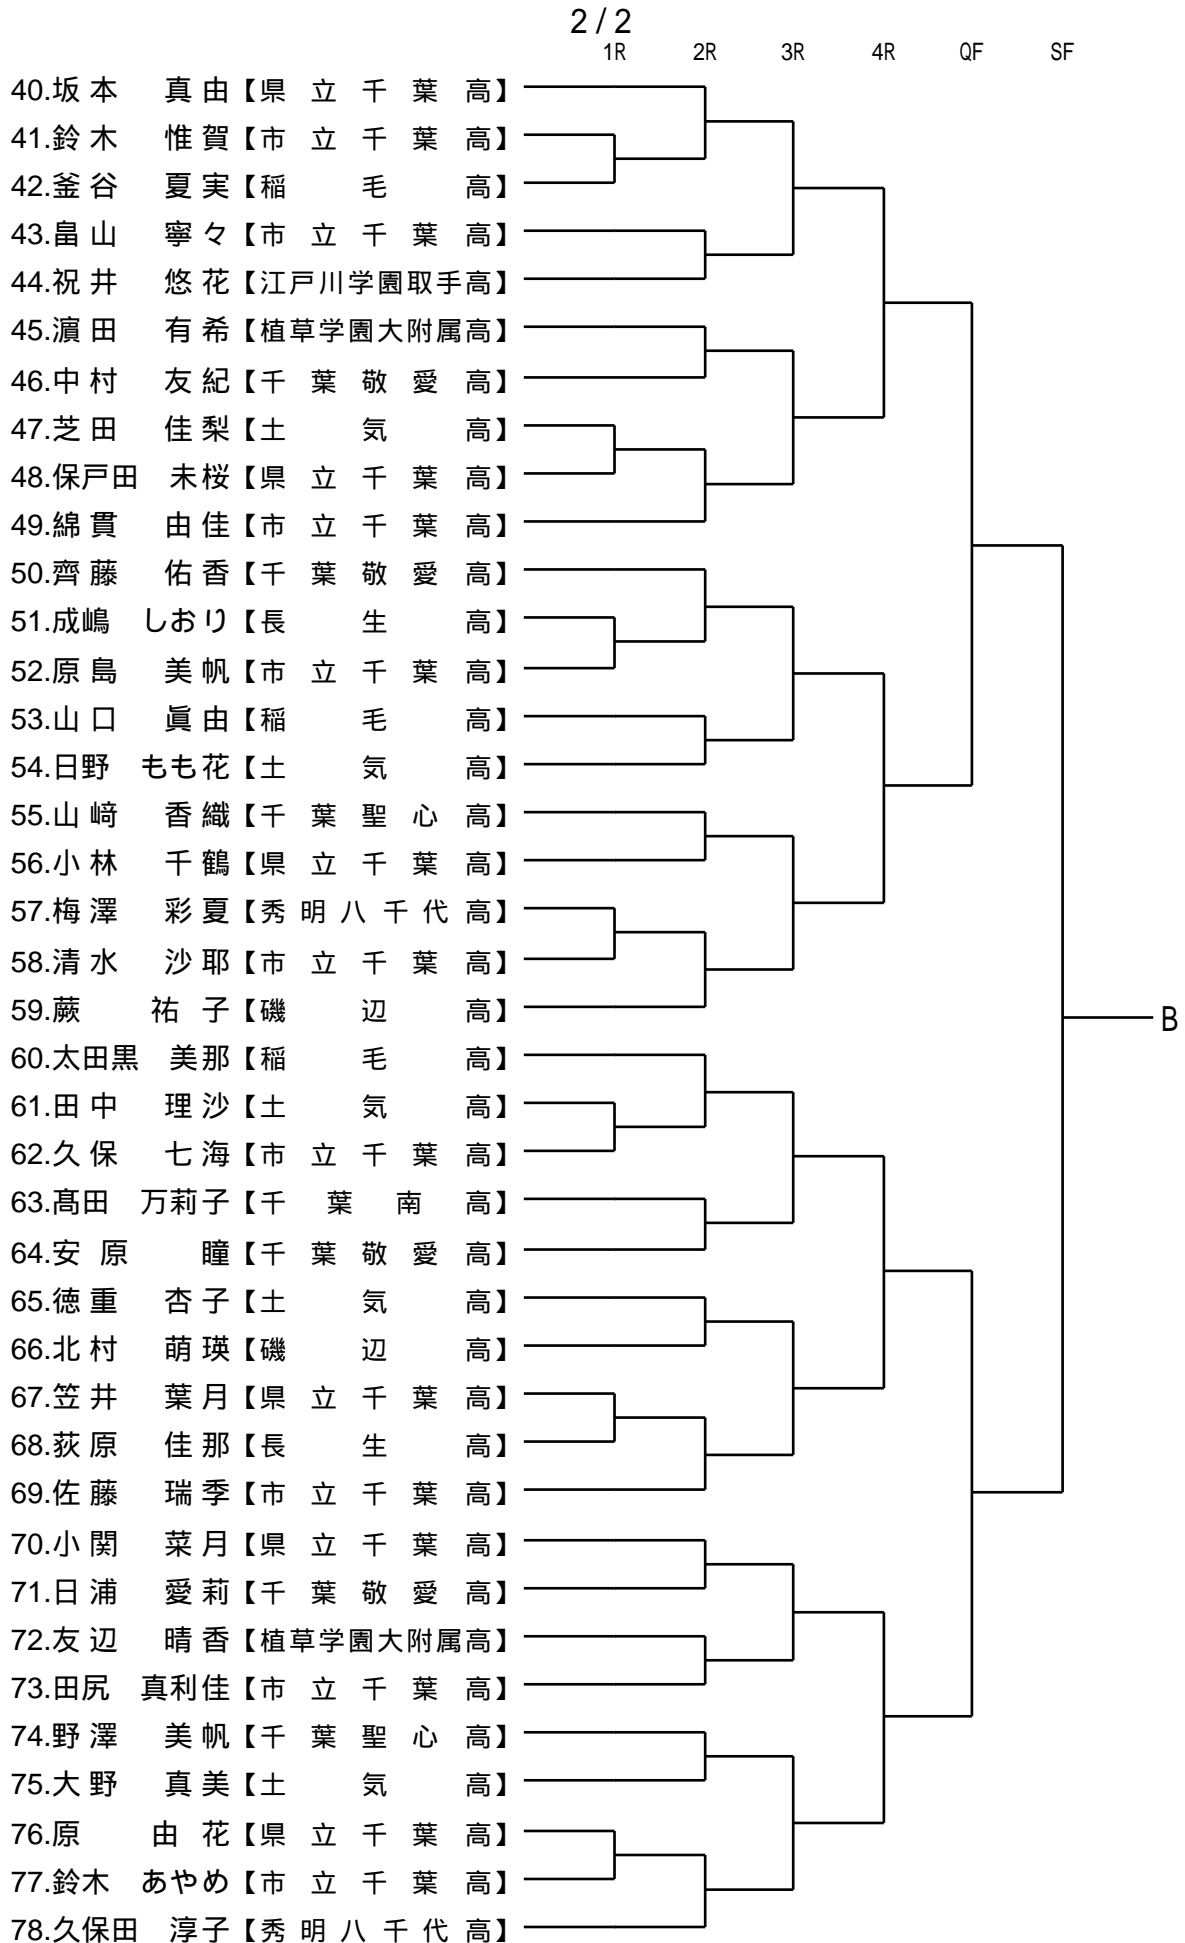 2 / 2
1R 2R 3R 4R QF SF
40.坂本 真由【県立千葉高】
41.鈴木 惟賀【市立千葉高】
42.釜谷 夏実【稲毛高】
43.畠山 寧々【市立千葉高】
44.祝井 悠花【江戸川学園取手高】
45.濵田 有希【植草学園大附属高】
46.中村 友紀【千葉敬愛高】
47.芝田 佳梨【土気高】
48.保戸田 未桜【県立千葉高】
49.綿貫 由佳【市立千葉高】
50.齊藤 佑香【千葉敬愛高】
51.成嶋 しおり【長生高】
52.原島 美帆【市立千葉高】
53.山口 眞由【稲毛高】
54.日野 もも花【土気高】
55.山﨑 香織【千葉聖心高】
56.小林 千鶴【県立千葉高】
57.梅澤 彩夏【秀明八千代高】
58.清水 沙耶【市立千葉高】
59.蕨 祐子【磯辺高】
B
60.太田黒 美那【稲毛高】
61.田中 理沙【土気高】
62.久保 七海【市立千葉高】
63.髙田 万莉子【千葉南高】
64.安原 瞳【千葉敬愛高】
65.徳重 杏子【土気高】
66.北村 萌瑛【磯辺高】
67.笠井 葉月【県立千葉高】
68.荻原 佳那【長生高】
69.佐藤 瑞季【市立千葉高】
70.小関 菜月【県立千葉高】
71.日浦 愛莉【千葉敬愛高】
72.友辺 晴香【植草学園大附属高】
73.田尻 真利佳【市立千葉高】
74.野澤 美帆【千葉聖心高】
75.大野 真美【土気高】
76.原 由花【県立千葉高】
77.鈴木 あやめ【市立千葉高】
78.久保田 淳子【秀明八千代高】